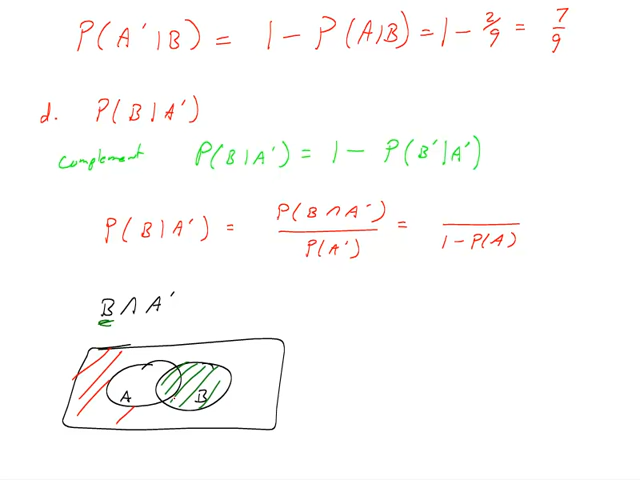 P(A'|B) = 1 - P(A|B) = 1 - 2/9 = 7/9
d. P(B|A')
Complement P(B|A') = 1 - P(B'|A')
P(B|A') = P(B∧A')/P(A') = /1-P(A)
B∧A'
A B